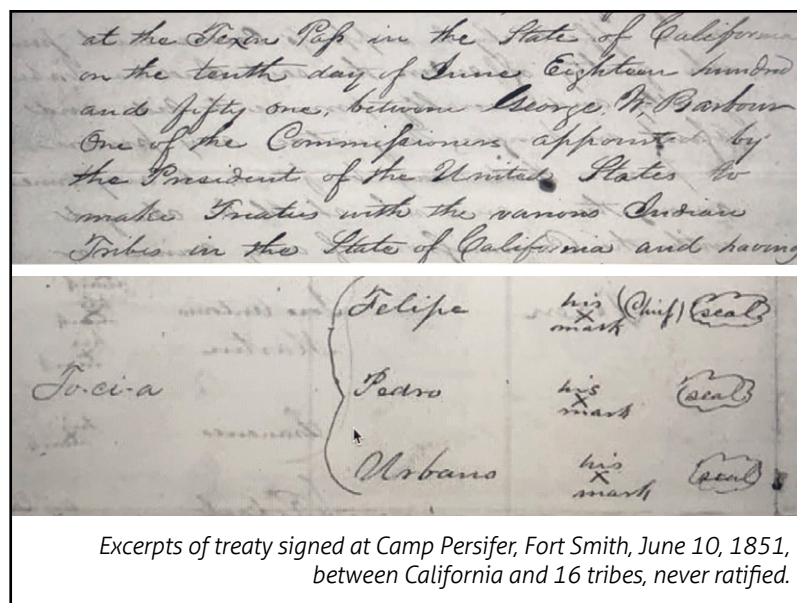 at the Texon Pass in the State of California
on the tenth day of June Eighteen hundred
and fifty one, between George W, Barbour
One of the Commissioners appointed by
the President of the United States to
make Treaties with the various Indian
Tribes in the State of California and having
Felipe his x mark (Chief) (seal)
To-ci-a Pedro his x mark (seal)
Urbano his x mark (seal)
Excerpts of treaty signed at Camp Persifer, Fort Smith, June 10, 1851,
between California and 16 tribes, never ratified.